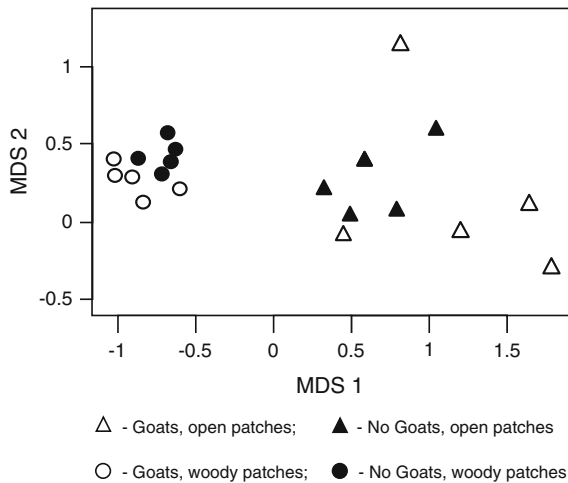 1
0.5
0
-0.5
MDS 2
-1 -0.5 0 0.5 1 1.5
MDS 1
- Goats, open patches; - No Goats, open patches
- Goats, woody patches; - No Goats, woody patches